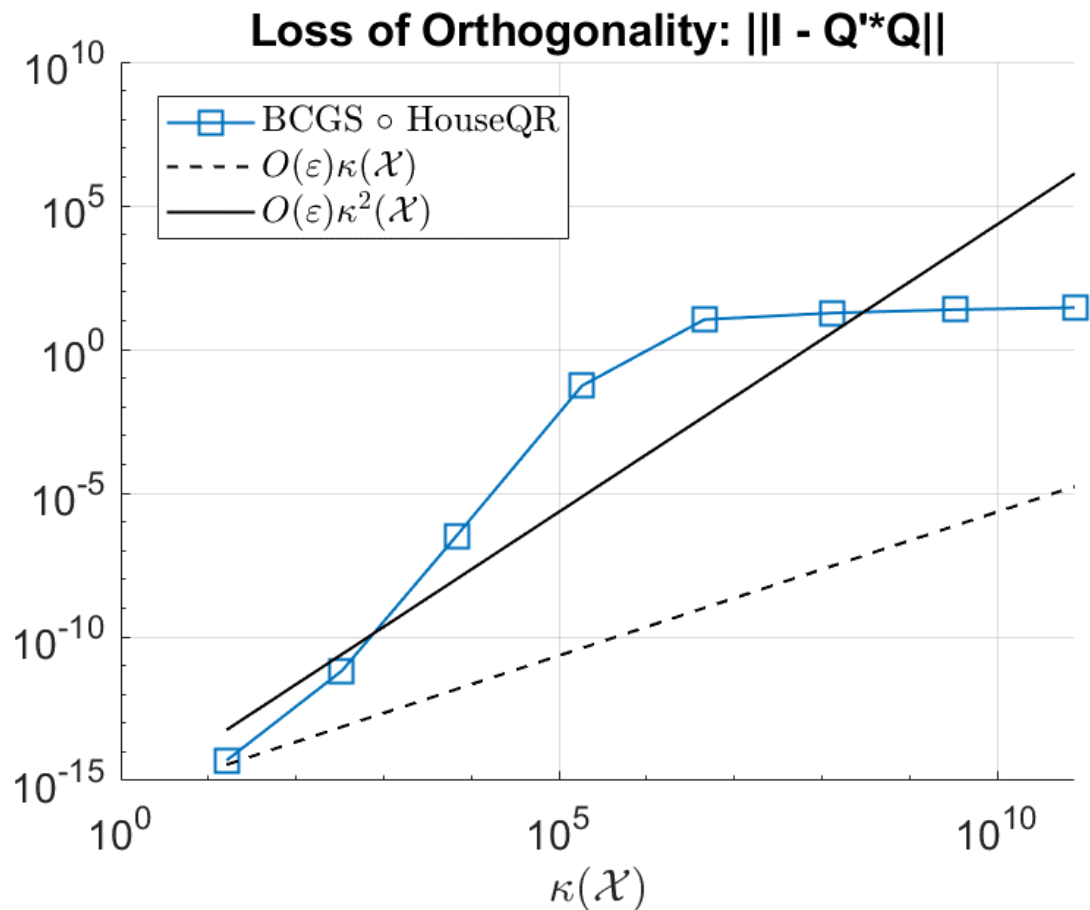 Loss of Orthogonality: ||I - Q'*Q||
10^10
10^5
10^0
10^-5
10^-10
10^-15
BCGS ∘ HouseQR
O(ε)κ(𝒳)
O(ε)κ²(𝒳)
10^0
10^5
10^10
κ(𝒳)